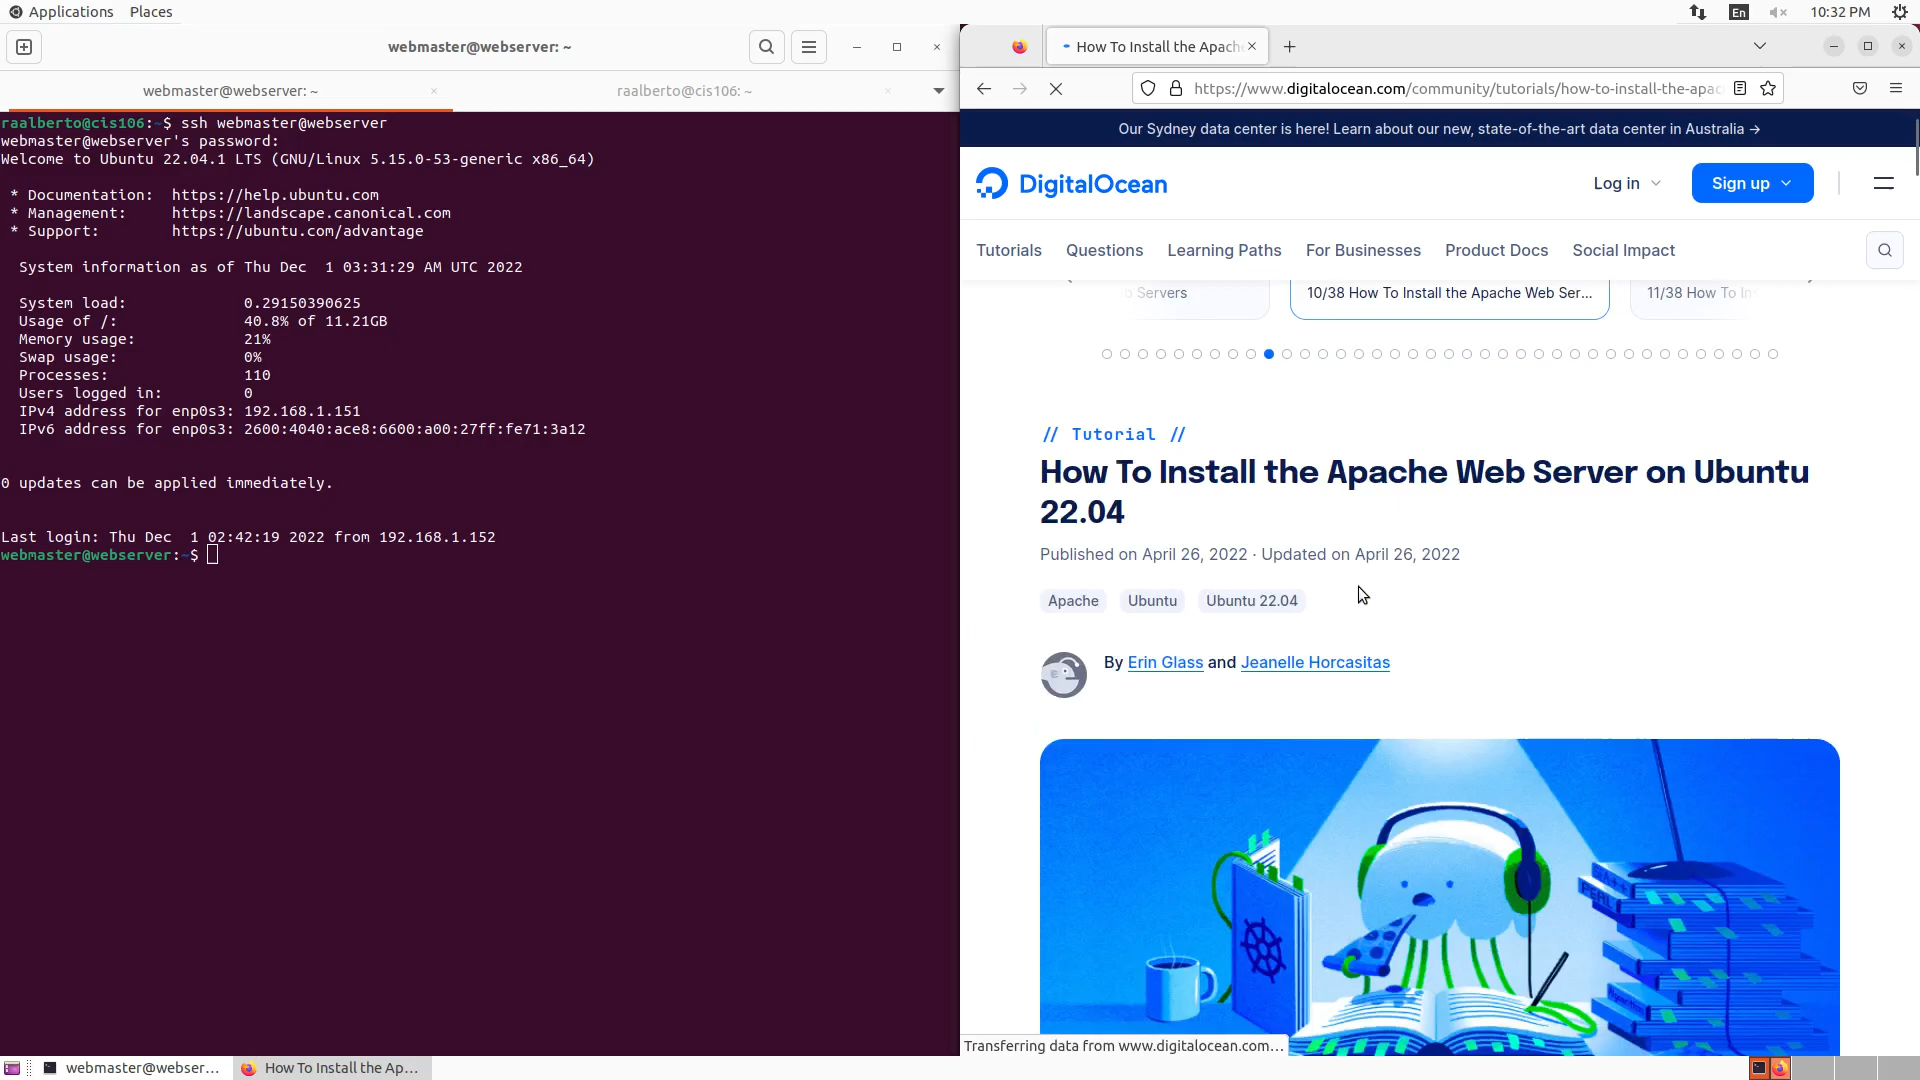 Applications Places
En
10:32 PM
webmaster@webserver: ~
webmaster@webserver: ~
raalberto@cis106: ~
raalberto@cis106:~$ ssh webmaster@webserver
webmaster@webserver's password:
Welcome to Ubuntu 22.04.1 LTS (GNU/Linux 5.15.0-53-generic x86_64)
* Documentation: https://help.ubuntu.com
* Management: https://landscape.canonical.com
* Support: https://ubuntu.com/advantage
System information as of Thu Dec 1 03:31:29 AM UTC 2022
System load: 0.29150390625
Usage of /: 40.8% of 11.21GB
Memory usage: 21%
Swap usage: 0%
Processes: 110
Users logged in: 0
IPv4 address for enp0s3: 192.168.1.151
IPv6 address for enp0s3: 2600:4040:ace8:6600:a00:27ff:fe71:3a12
0 updates can be applied immediately.
Last login: Thu Dec 1 02:42:19 2022 from 192.168.1.152
webmaster@webserver:~$
How To Install the Apache
https://www.digitalocean.com/community/tutorials/how-to-install-the-apac
Our Sydney data center is here! Learn about our new, state-of-the-art data center in Australia →
DigitalOcean
Log in
Sign up
Tutorials Questions Learning Paths For Businesses Product Docs Social Impact
b Servers
10/38 How To Install the Apache Web Ser...
11/38 How To Ins
// Tutorial //
How To Install the Apache Web Server on Ubuntu
22.04
Published on April 26, 2022 · Updated on April 26, 2022
Apache Ubuntu Ubuntu 22.04
By Erin Glass and Jeanelle Horcasitas
PERL
Transferring data from www.digitalocean.com…
webmaster@webser...
How To Install the Ap...